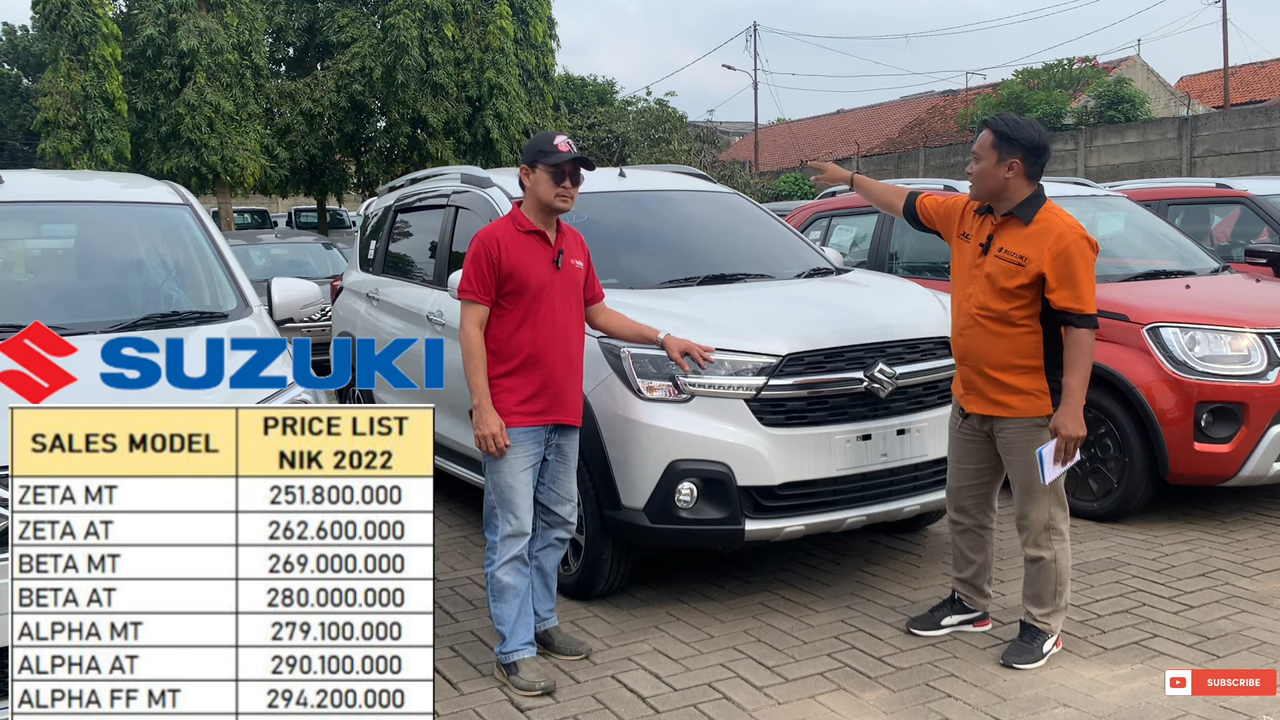 SUZUKI
SUZUKI
SALES MODEL
PRICE LIST
NIK 2022
ZETA MT
251.800.000
ZETA AT
262.600.000
BETA MT
269.000.000
BETA AT
280.000.000
ALPHA MT
279.100.000
ALPHA AT
290.100.000
ALPHA FF MT
294.200.000
SUBSCRIBE